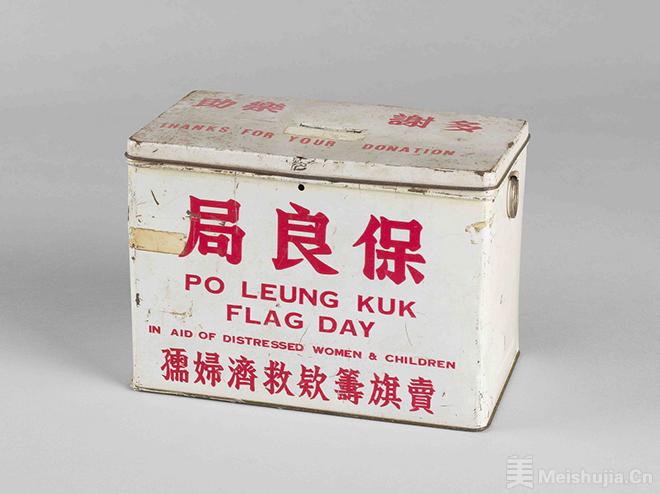 多謝 樂助
THANKS FOR YOUR DONATION
保良局
PO LEUNG KUK
FLAG DAY
IN AID OF DISTRESSED WOMEN & CHILDREN
賣旗籌欵救濟婦孺
美 Meishujia.Cn